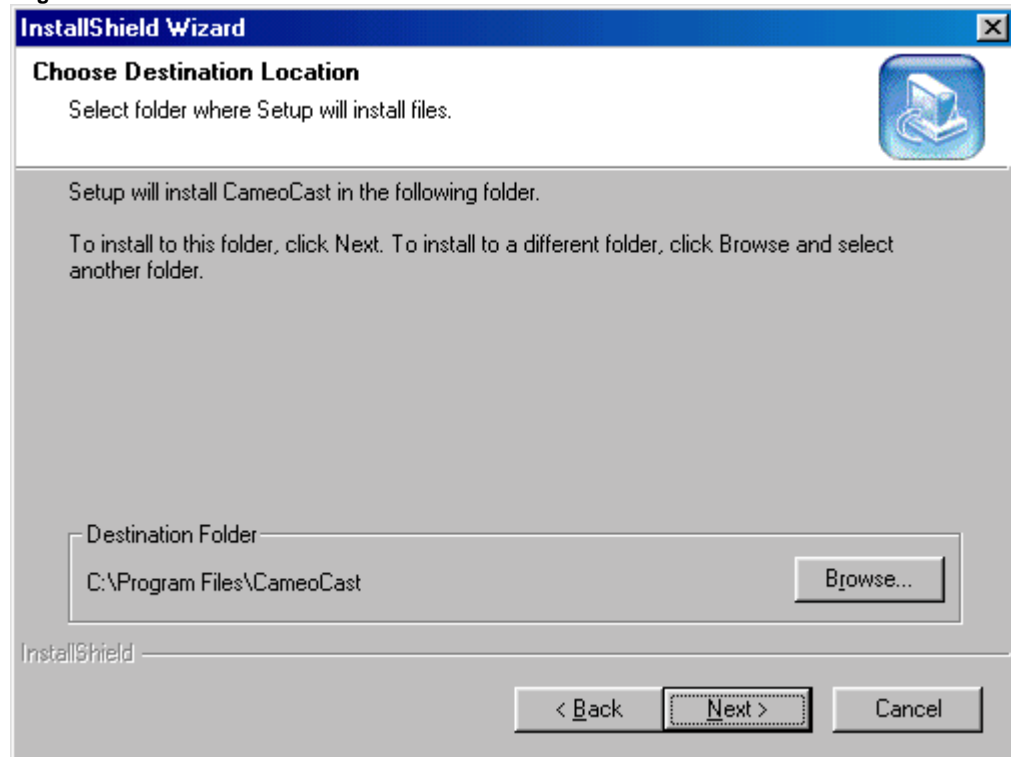 InstallShield Wizard
Choose Destination Location
Select folder where Setup will install files.
Setup will install CameoCast in the following folder.
To install to this folder, click Next. To install to a different folder, click Browse and select
another folder.
Destination Folder
C:\Program Files\CameoCast
Browse...
InstallShield
< Back
Next >
Cancel